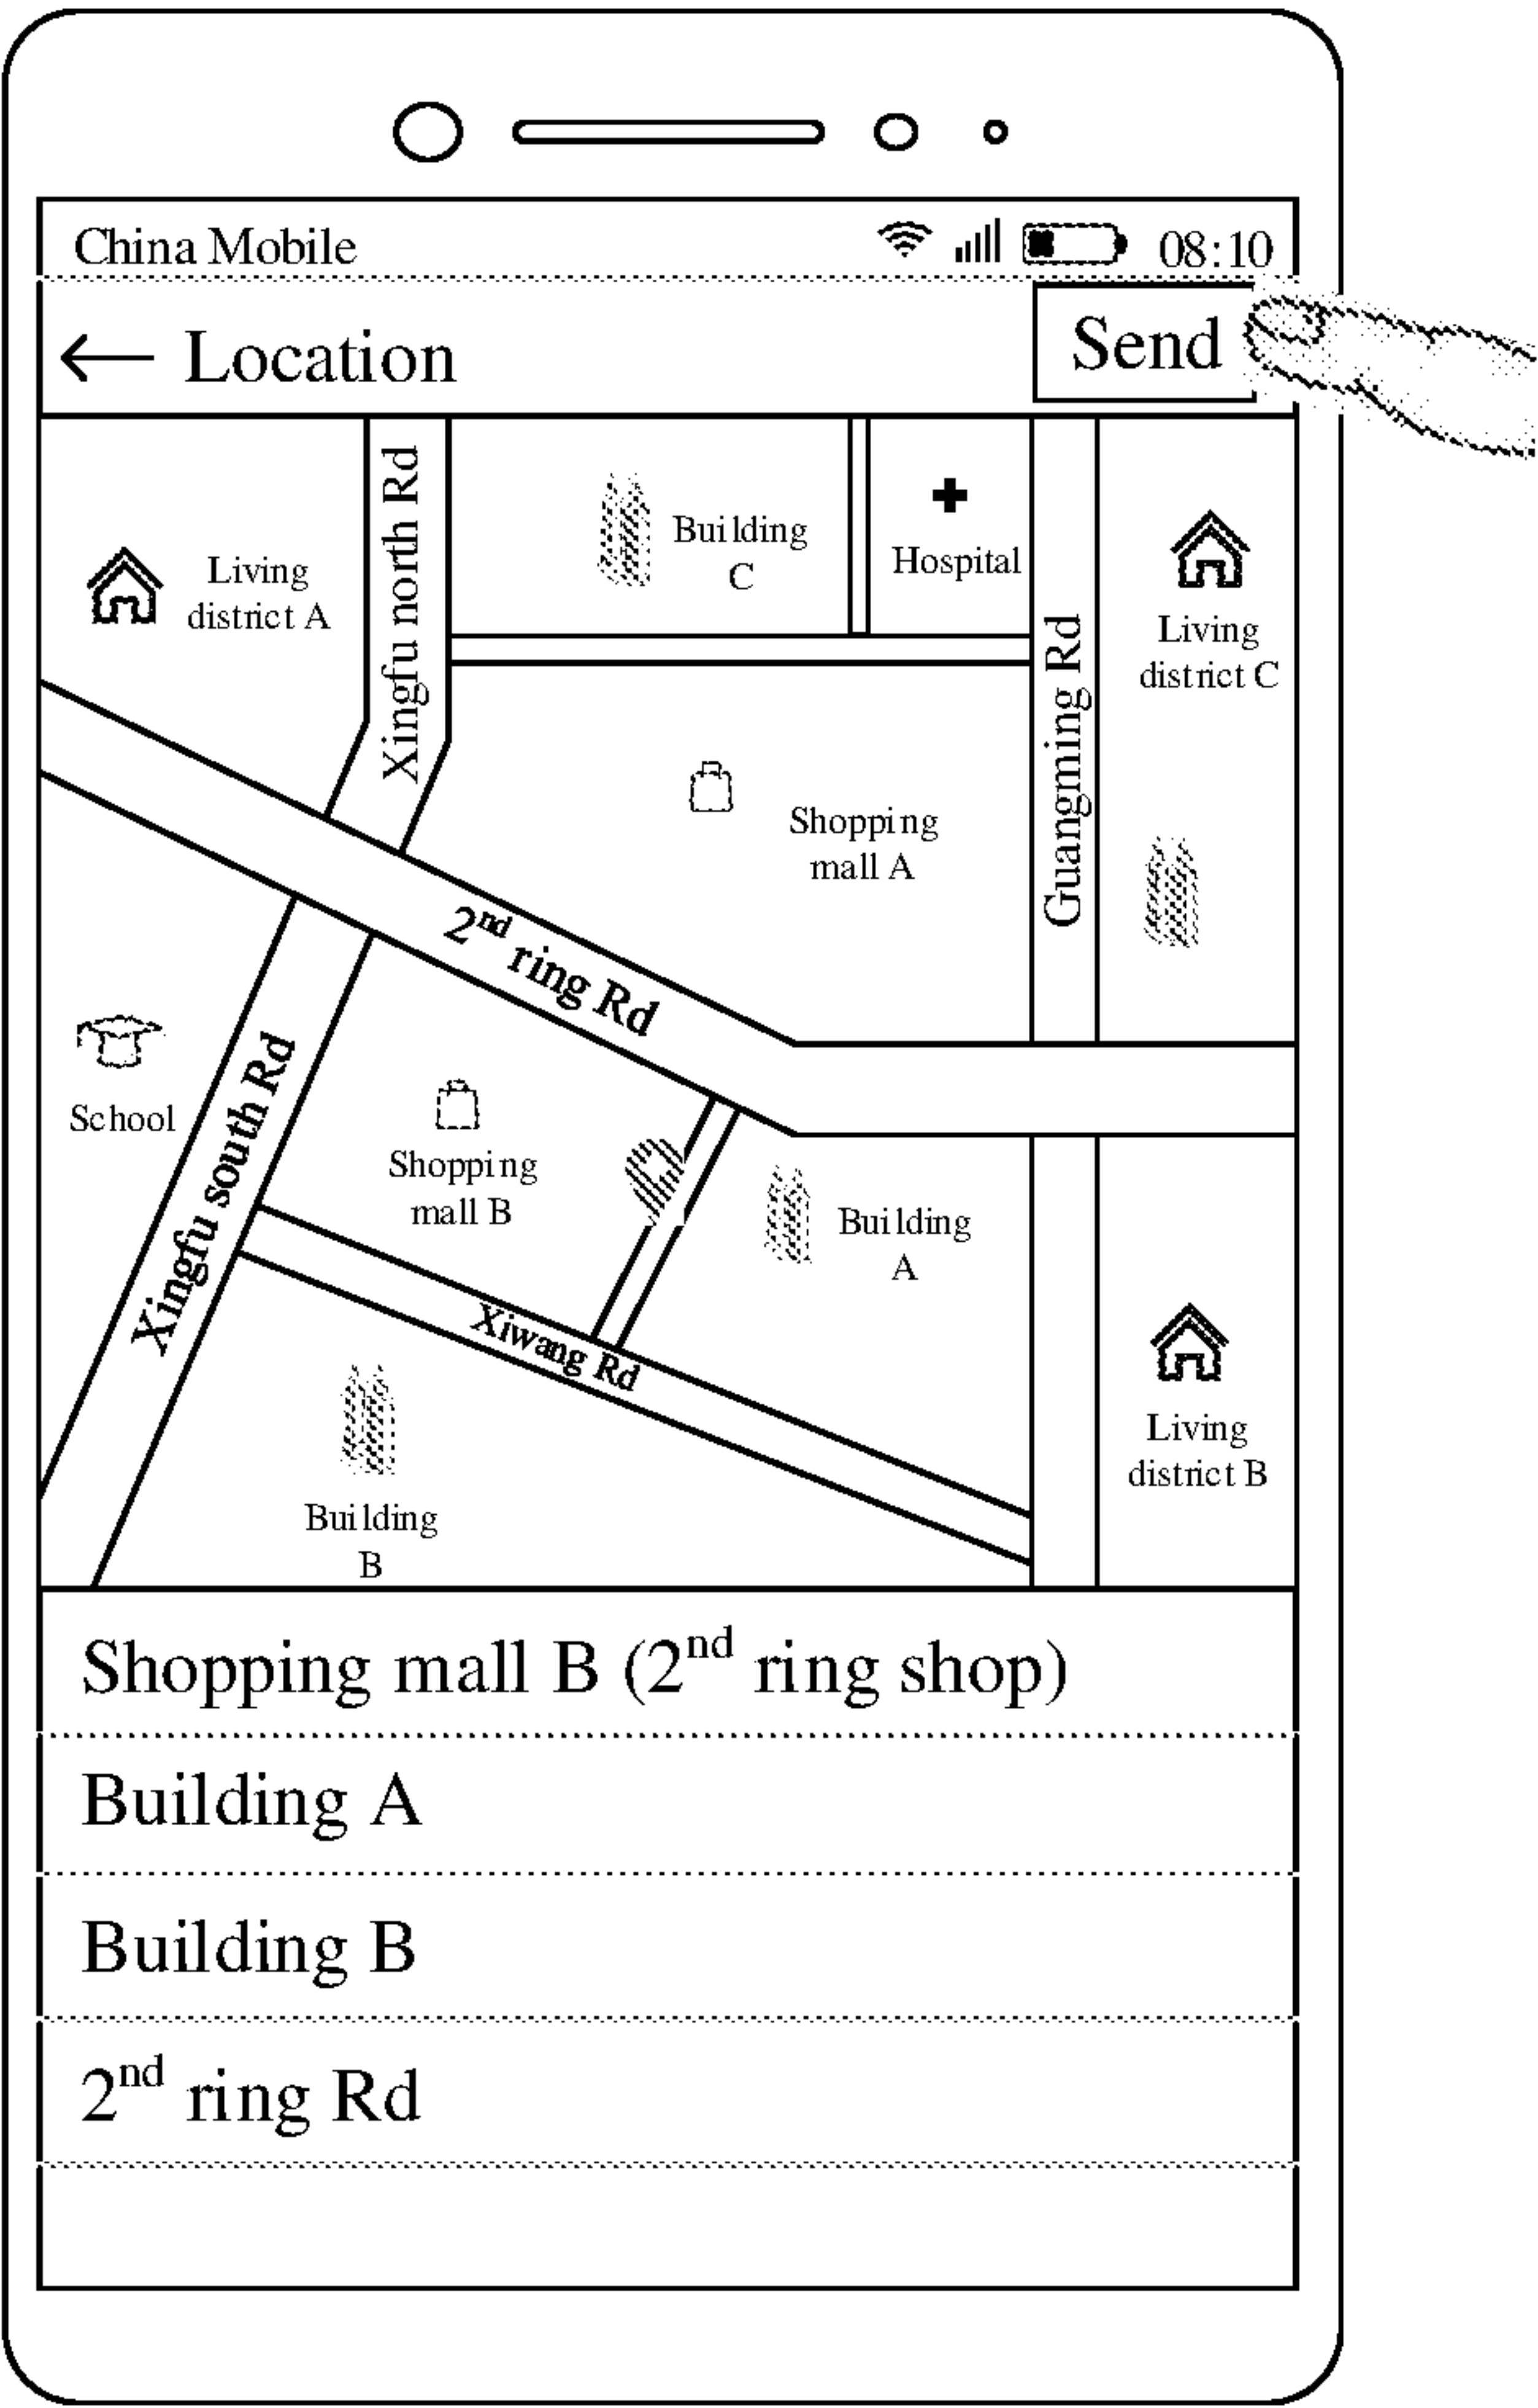 China Mobile 08:10
← Location Send
Xingfu north Rd
Building
C
Hospital
Living
district A
Living
district C
Guangming Rd
Shopping
mall A
2nd ring Rd
School
Xingfu south Rd
Shopping
mall B
Building
A
Xiwang Rd
Living
district B
Building
B
Shopping mall B (2nd ring shop)
Building A
Building B
2nd ring Rd